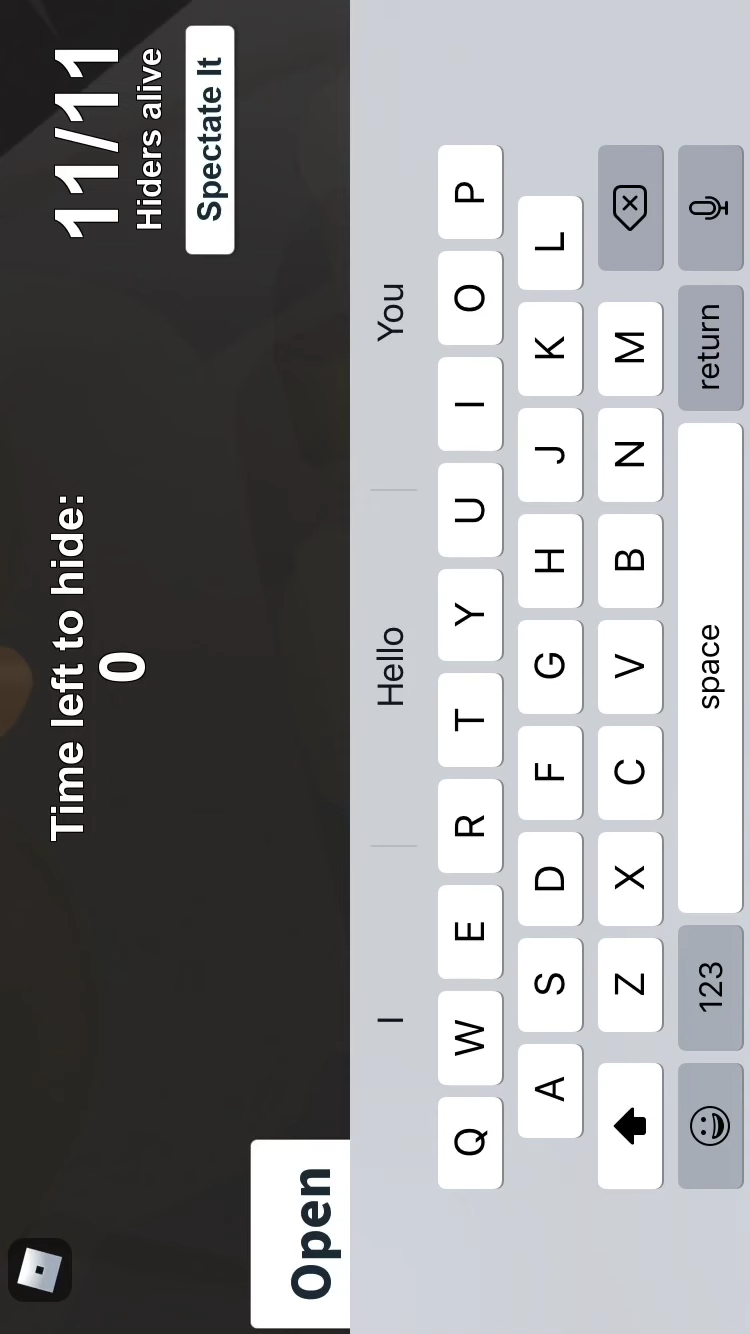 11/11
Hiders alive
Spectate It
Time left to hide:
0
Open
I Hello You
Q W E R T Y U I O P
A S D F G H J K L
Z X C V B N M
123 space return